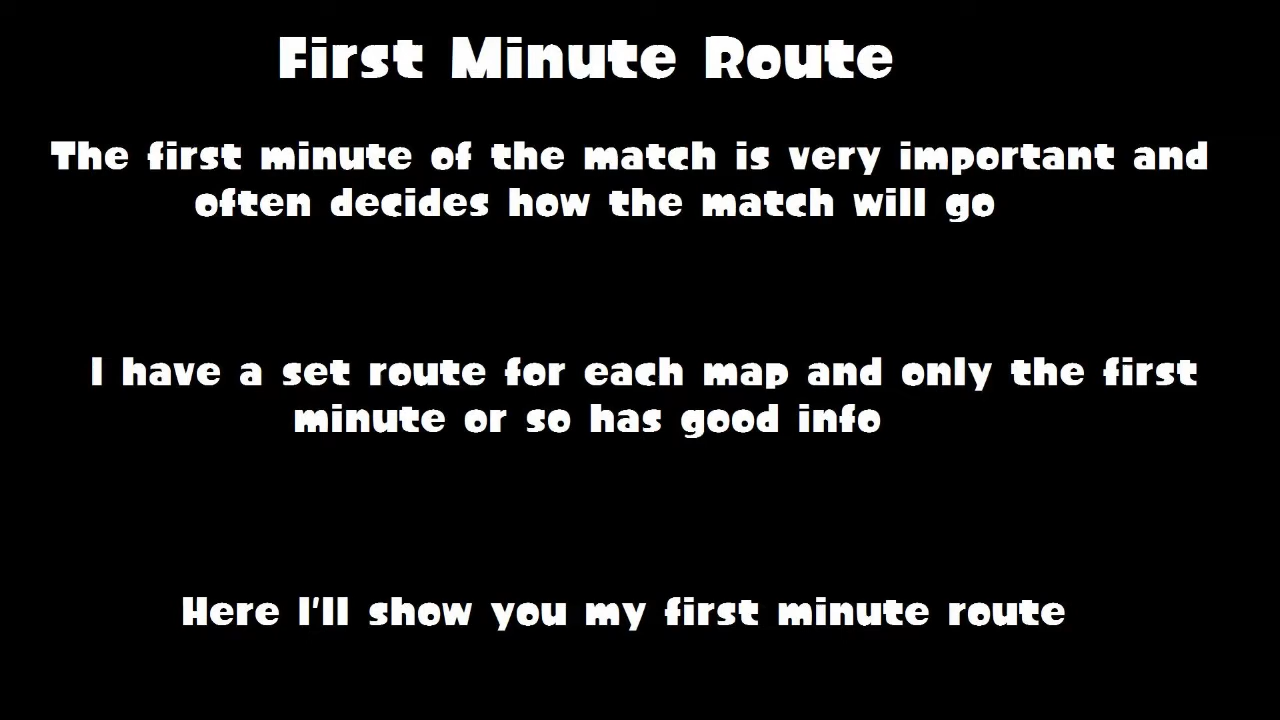 First Minute Route
The first minute of the match is very important and
often decides how the match will go
I have a set route for each map and only the first
minute or so has good info
Here I'll show you my first minute route